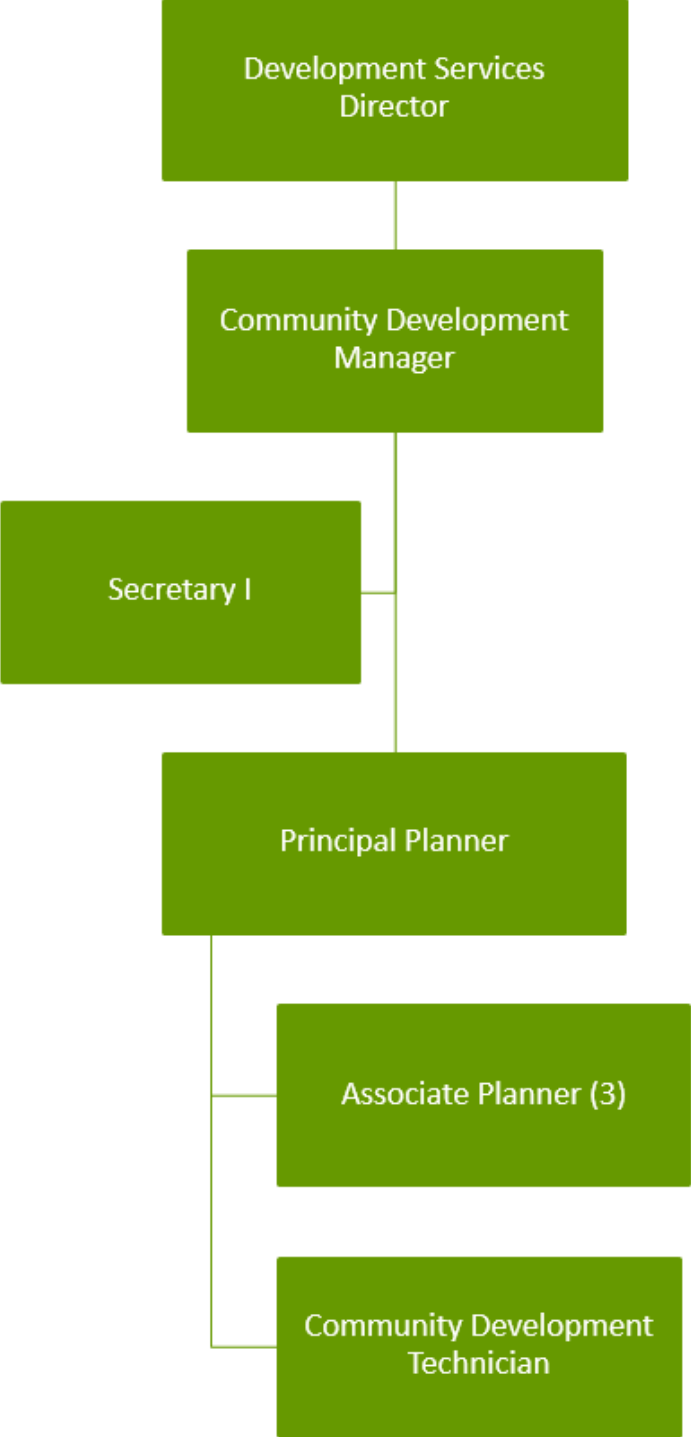 Development Services
Director
Community Development
Manager
Secretary I
Principal Planner
Associate Planner (3)
Community Development
Technician